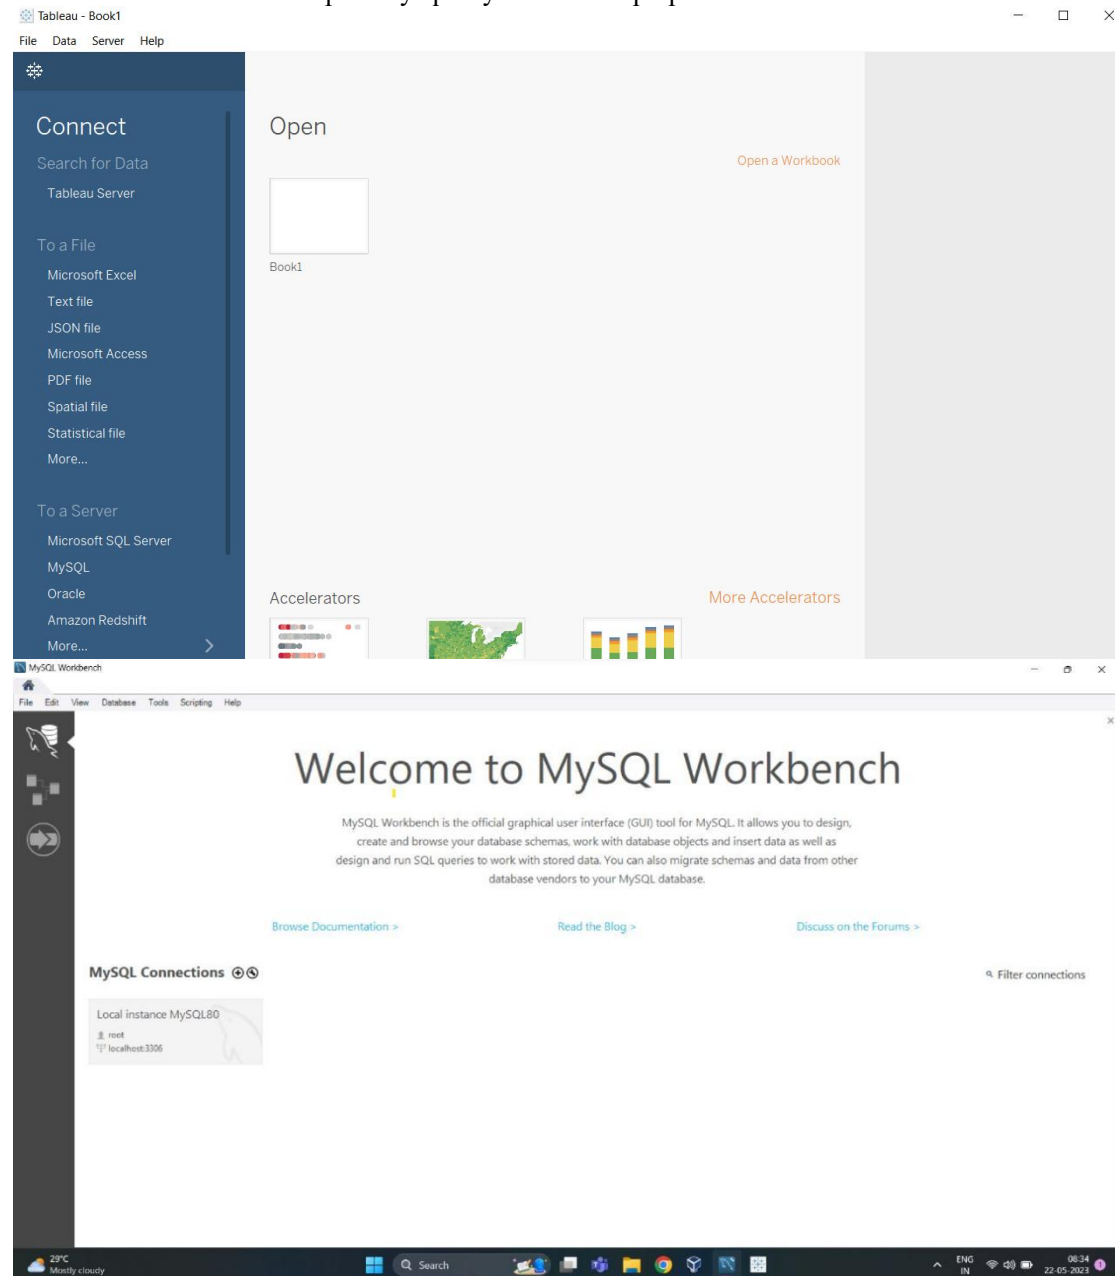 Tableau - Book1
File Data Server Help
Connect
Search for Data
Tableau Server
To a File
Microsoft Excel
Text file
JSON file
Microsoft Access
PDF file
Spatial file
Statistical file
More...
To a Server
Microsoft SQL Server
MySQL
Oracle
Amazon Redshift
More...
Open
Open a Workbook
Book1
Accelerators
More Accelerators
MySQL Workbench
File Edit View Database Tools Scripting Help
Welcome to MySQL Workbench
MySQL Workbench is the official graphical user interface (GUI) tool for MySQL. It allows you to design,
create and browse your database schemas, work with database objects and insert data as well as
design and run SQL queries to work with stored data. You can also migrate schemas and data from other
database vendors to your MySQL database.
Browse Documentation >
Read the Blog >
Discuss on the Forums >
MySQL Connections
Filter connections
Local instance MySQL80
root
localhost:3306
29°C
Mostly cloudy
Search
ENG
IN
08:34
22-05-2023